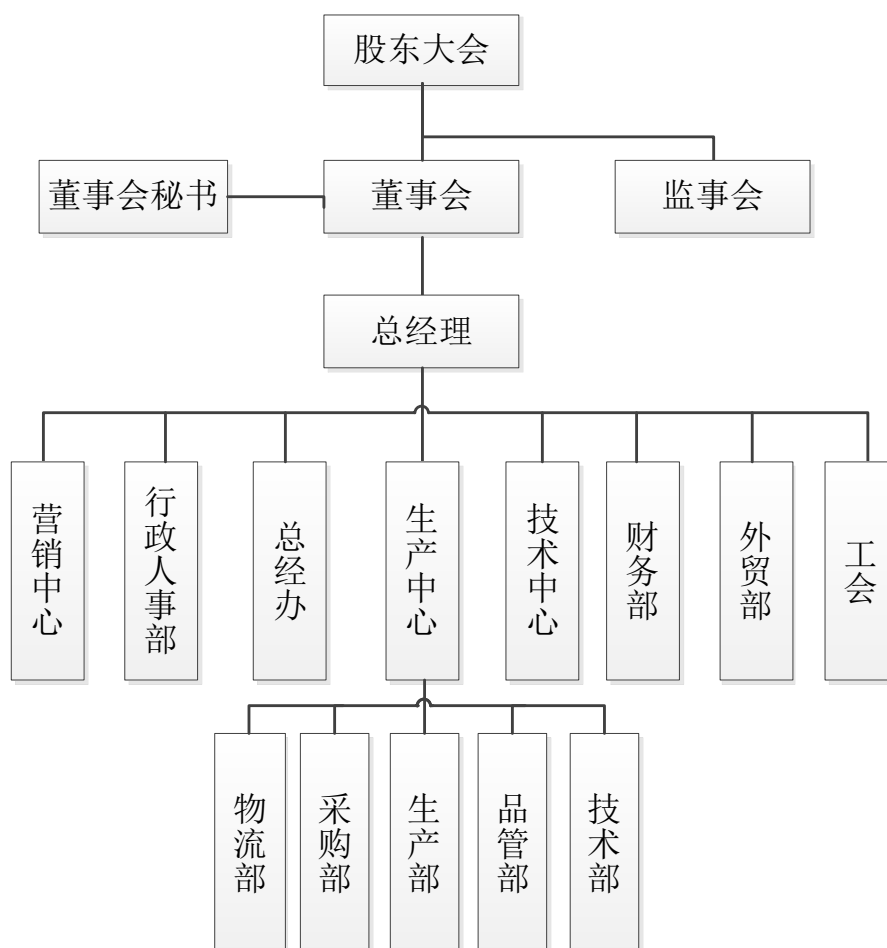 股东大会
董事会秘书
董事会
监事会
总经理
营销中心
行政人事部
总经办
生产中心
技术中心
财务部
外贸部
工会
物流部
采购部
生产部
品管部
技术部